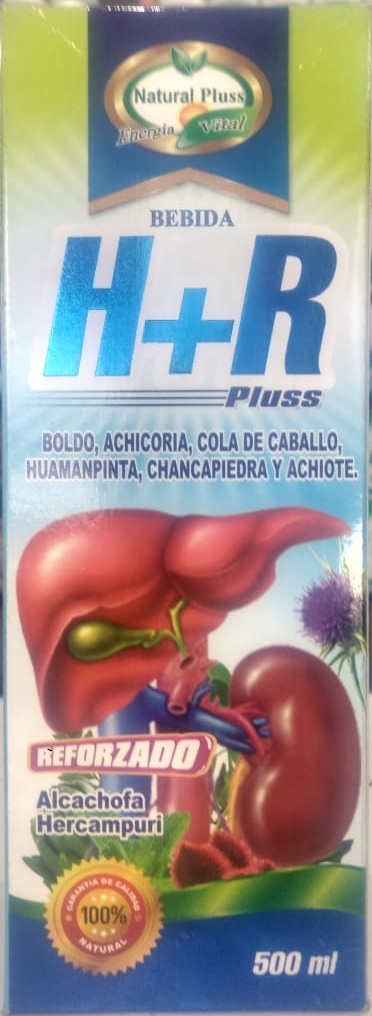 Natural Pluss
Energía Vital
BEBIDA
H+R
Pluss
BOLDO, ACHICORIA, COLA DE CABALLO,
HUAMANPINTA, CHANCAPIEDRA Y ACHIOTE.
REFORZADO
Alcachofa
Hercampuri
GARANTIA DE CALIDAD
100%
NATURAL
500 ml